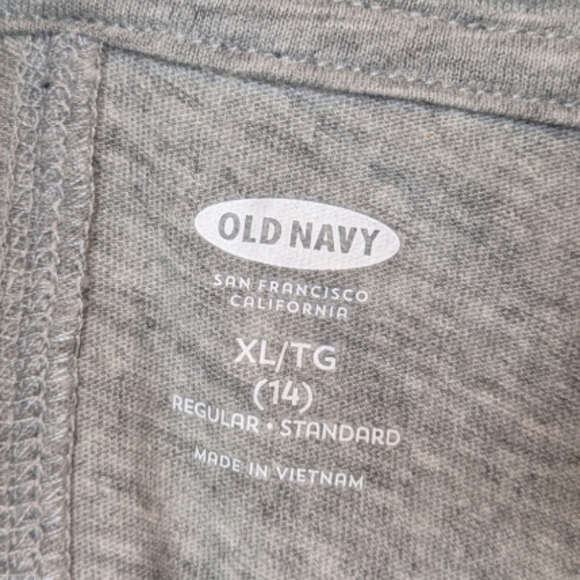 OLD NAVY
SAN FRANCISCO
CALIFORNIA
XL/TG
(14)
REGULAR • STANDARD
MADE IN VIETNAM